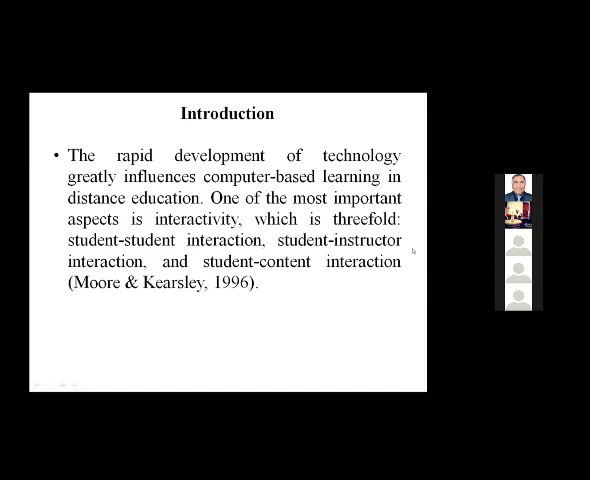 Introduction
• The rapid development of technology
greatly influences computer-based learning in
distance education. One of the most important
aspects is interactivity, which is threefold:
student-student interaction, student-instructor
interaction, and student-content interaction
(Moore & Kearsley, 1996).